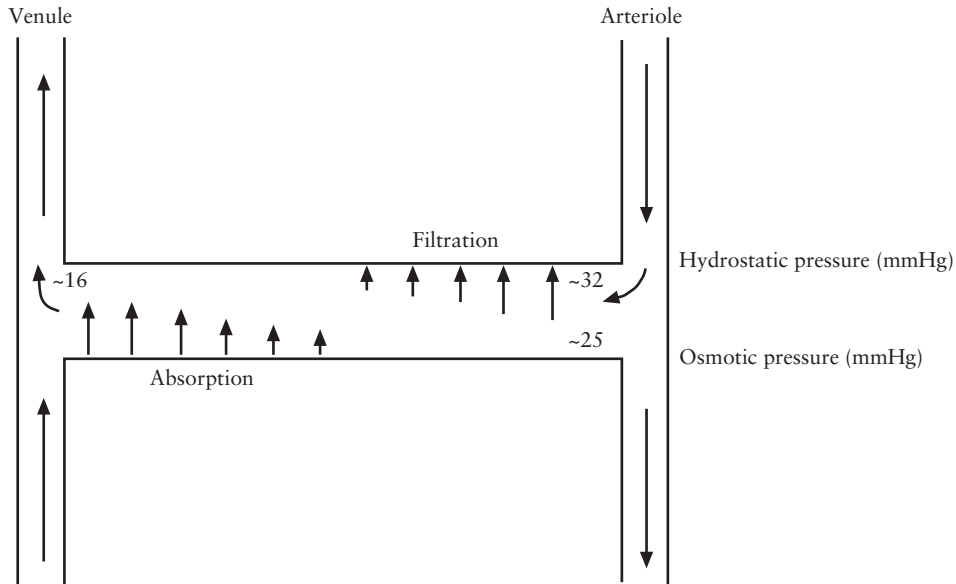 Venule
Arteriole
Filtration
Hydrostatic pressure (mmHg)
~16
~32
~25
Osmotic pressure (mmHg)
Absorption